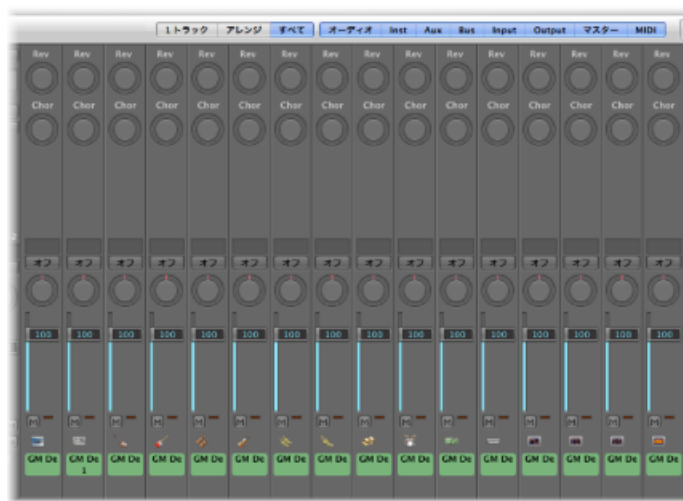 1トラック アレンジ すべて オーディオ Inst Aux Bus Input Output マスター MIDI
Rev Rev Rev Rev Rev Rev Rev Rev Rev Rev Rev Rev Rev Rev Rev Rev
Chor Chor Chor Chor Chor Chor Chor Chor Chor Chor Chor Chor Chor Chor Chor Chor
オフ オフ オフ オフ オフ オフ オフ オフ オフ オフ オフ オフ オフ オフ オフ オフ
100 100 100 100 100 100 100 100 100 100 100 100 100 100 100 100
M M M M M M M M M M M M M M M M
GM De GM De GM De GM De GM De GM De GM De GM De GM De GM De GM De GM De GM De GM De GM De GM De
1